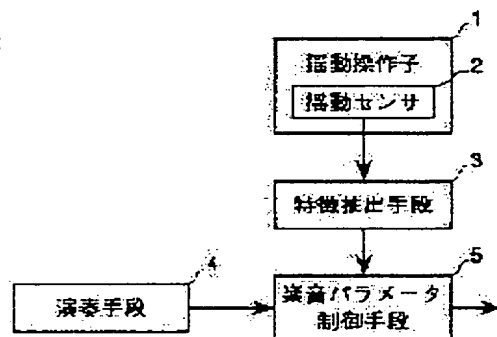 1
揺動操作子
2
揺動センサ
3
特徴抽出手段
4
演奏手段
5
楽音パラメータ
制御手段